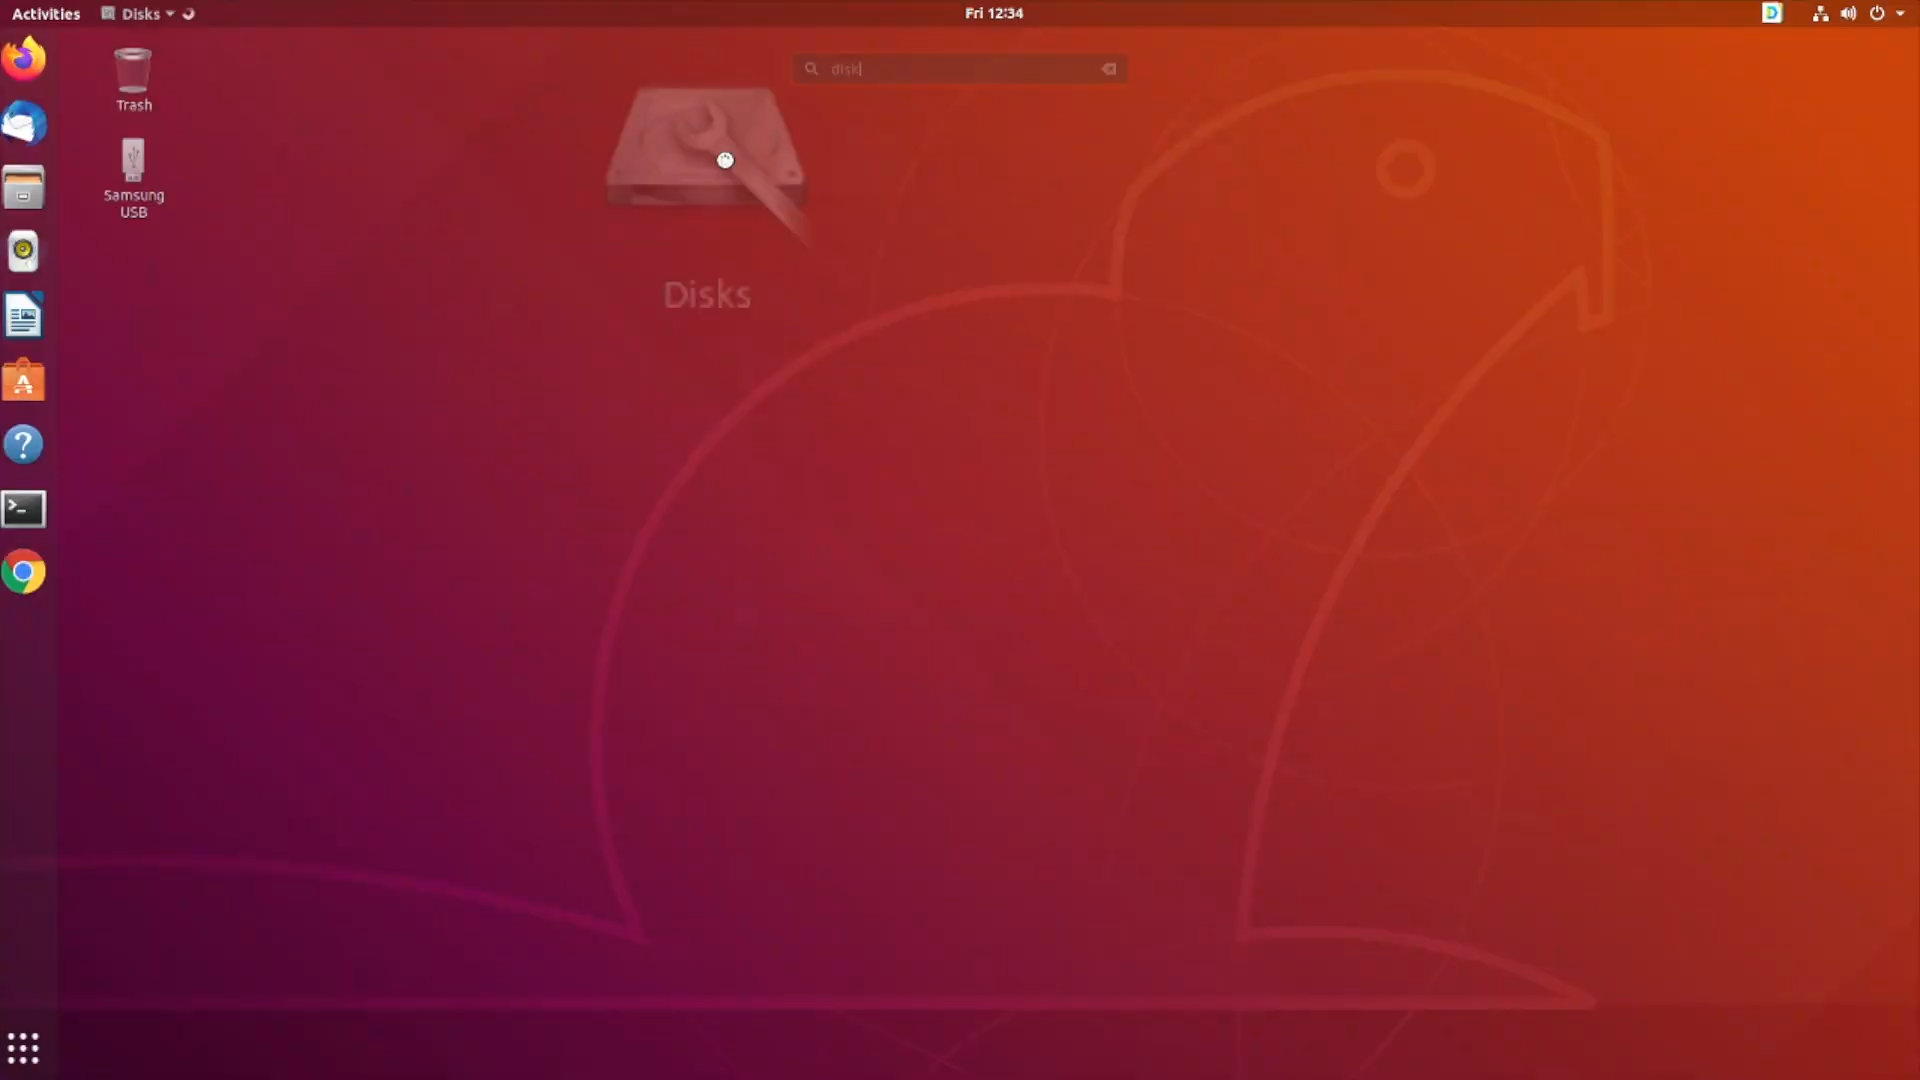 Activities
Disks
Fri 12:34
D
disk
Trash
Samsung
USB
Disks